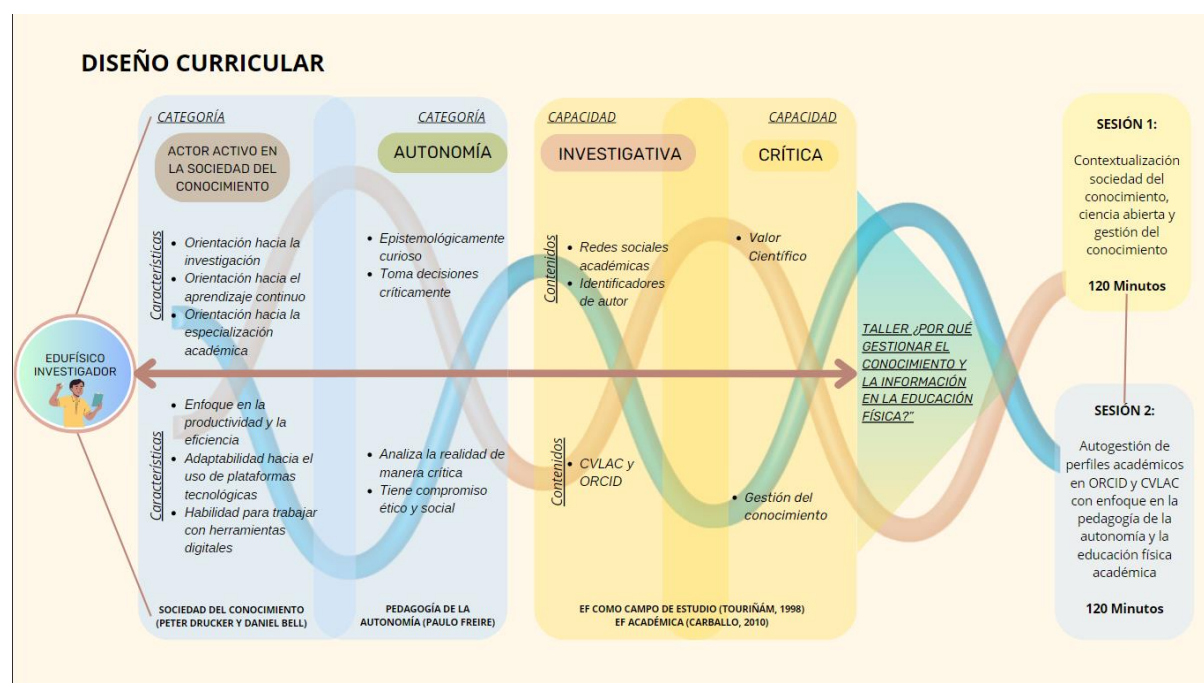 DISEÑO CURRICULAR
EDUFÍSICO
INVESTIGADOR
CATEGORÍA
ACTOR ACTIVO EN
LA SOCIEDAD DEL
CONOCIMIENTO
Características
• Orientación hacia la
investigación
• Orientación hacia el
aprendizaje continuo
• Orientación hacia la
especialización
académica
Características
• Enfoque en la
productividad y la
eficiencia
• Adaptabilidad hacia el
uso de plataformas
tecnológicas
• Habilidad para trabajar
con herramientas
digitales
SOCIEDAD DEL CONOCIMIENTO
(PETER DRUCKER Y DANIEL BELL)
CATEGORÍA
AUTONOMÍA
• Epistemológicamente
curioso
• Toma decisiones
críticamente
• Analiza la realidad de
manera crítica
• Tiene compromiso
ético y social
PEDAGOGÍA DE LA
AUTONOMÍA (PAULO FREIRE)
CAPACIDAD
INVESTIGATIVA
Contenidos
• Redes sociales
académicas
• Identificadores
de autor
Contenidos
• CVLAC y
ORCID
CAPACIDAD
CRÍTICA
• Valor
Científico
• Gestión del
conocimiento
EF COMO CAMPO DE ESTUDIO (TOURIÑÁM, 1998)
EF ACADÉMICA (CARBALLO, 2010)
TALLER ¿POR QUÉ
GESTIONAR EL
CONOCIMIENTO Y
LA INFORMACIÓN
EN LA EDUCACIÓN
FÍSICA?"
SESIÓN 1:
Contextualización
sociedad del
conocimiento,
ciencia abierta y
gestión del
conocimiento
120 Minutos
SESIÓN 2:
Autogestión de
perfiles académicos
en ORCID y CVLAC
con enfoque en la
pedagogía de la
autonomía y la
educación física
académica
120 Minutos